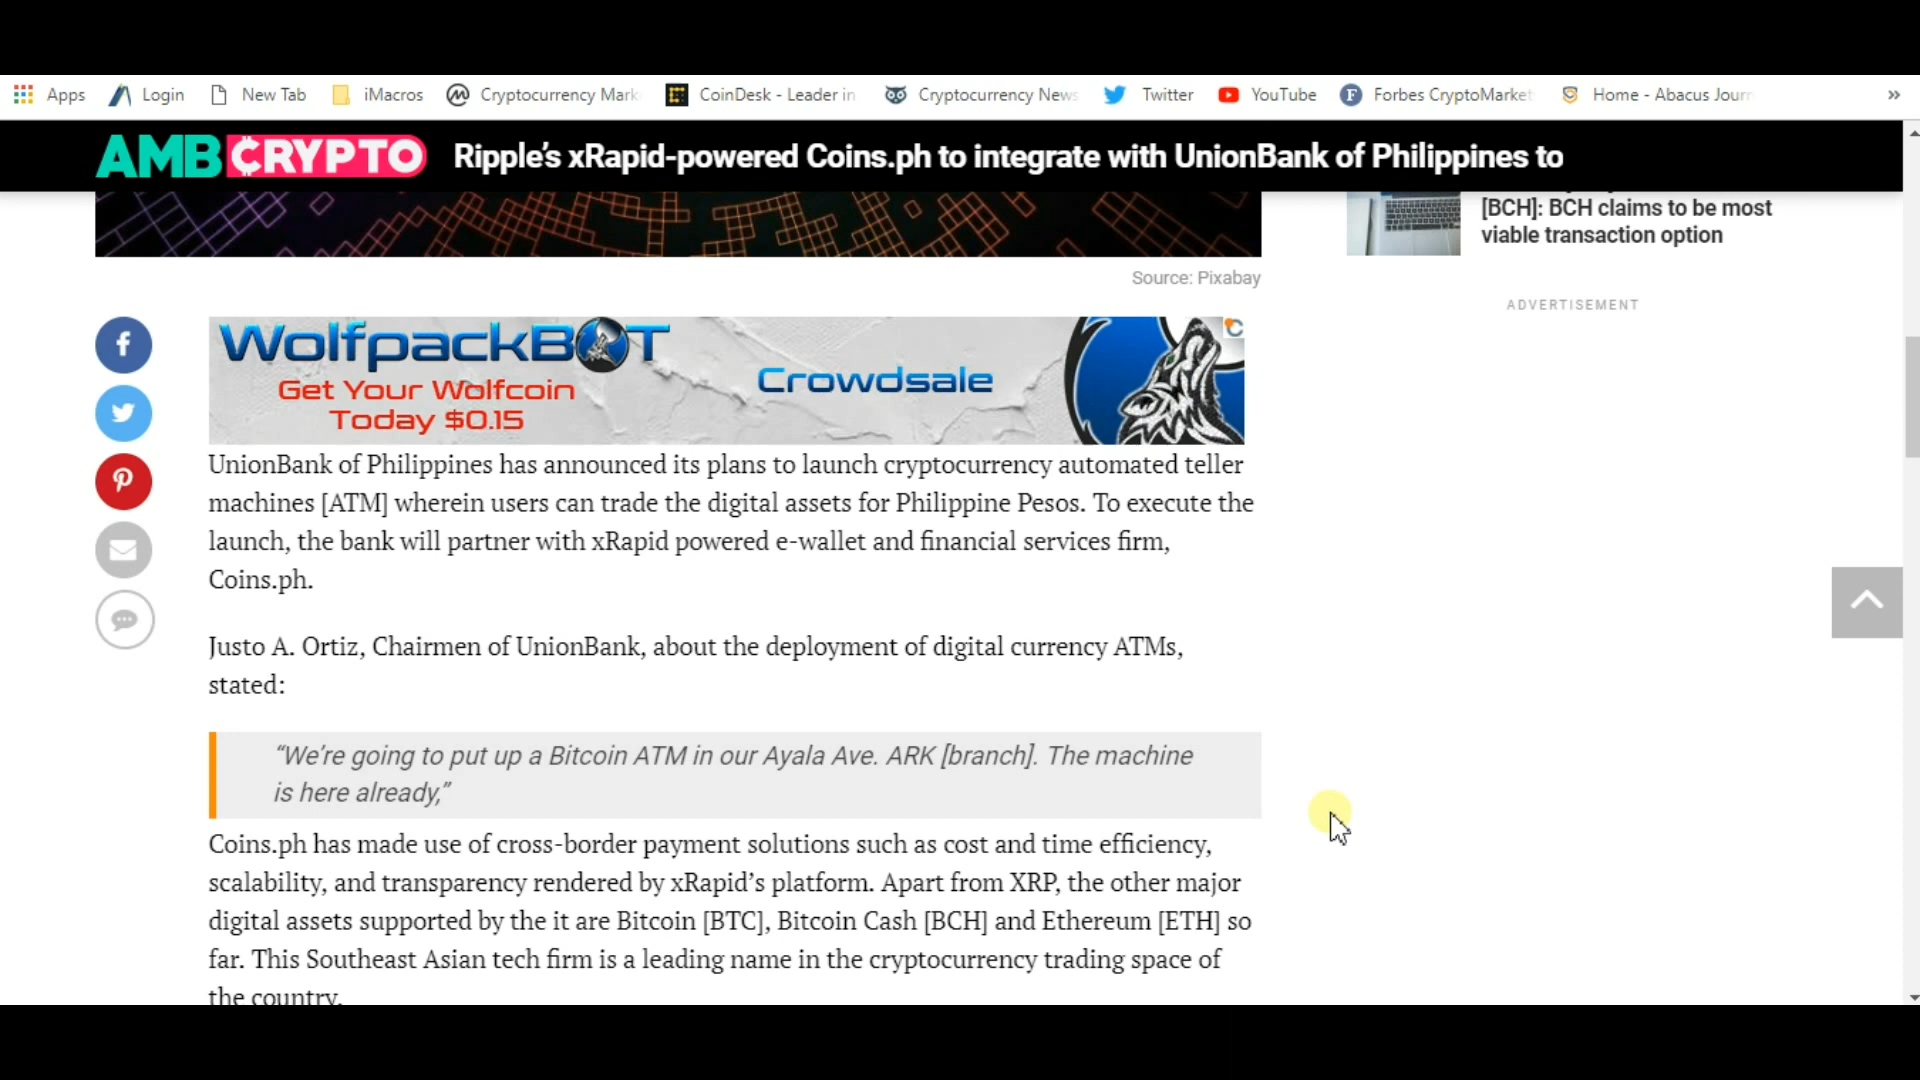 Apps Login New Tab iMacros Cryptocurrency Mark CoinDesk - Leader in Cryptocurrency News Twitter YouTube Forbes CryptoMarket Home - Abacus Journ »
AMBCRYPTO Ripple’s xRapid-powered Coins.ph to integrate with UnionBank of Philippines to
[BCH]: BCH claims to be most
viable transaction option
Source: Pixabay
ADVERTISEMENT
WolfpackBOT
Get Your Wolfcoin
Today $0.15
Crowdsale
UnionBank of Philippines has announced its plans to launch cryptocurrency automated teller
machines [ATM] wherein users can trade the digital assets for Philippine Pesos. To execute the
launch, the bank will partner with xRapid powered e-wallet and financial services firm,
Coins.ph.
Justo A. Ortiz, Chairmen of UnionBank, about the deployment of digital currency ATMs,
stated:
“We’re going to put up a Bitcoin ATM in our Ayala Ave. ARK [branch]. The machine
is here already,”
Coins.ph has made use of cross-border payment solutions such as cost and time efficiency,
scalability, and transparency rendered by xRapid’s platform. Apart from XRP, the other major
digital assets supported by the it are Bitcoin [BTC], Bitcoin Cash [BCH] and Ethereum [ETH] so
far. This Southeast Asian tech firm is a leading name in the cryptocurrency trading space of
the country.